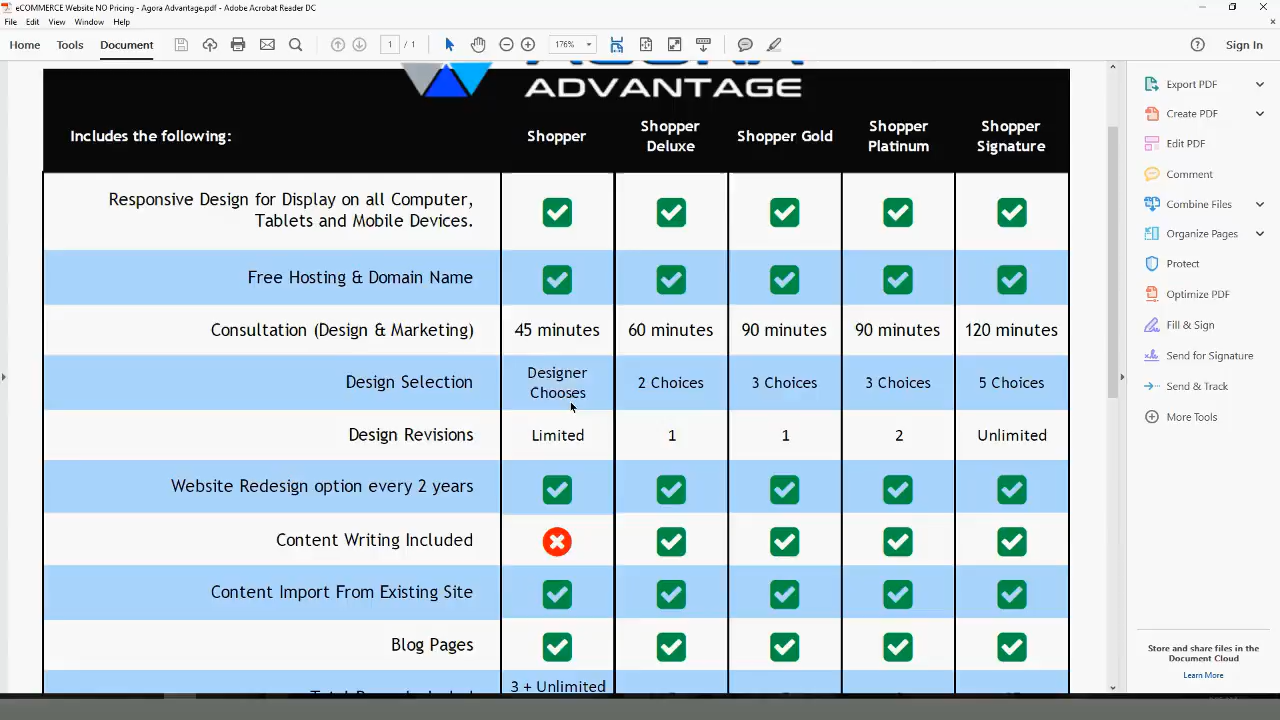 eCOMMERCE Website NO Pricing - Agora Advantage.pdf - Adobe Acrobat Reader DC
File Edit View Window Help
Home Tools Document 1 / 1 176% Sign In
ADVANTAGE
Includes the following: Shopper Shopper Deluxe Shopper Gold Shopper Platinum Shopper Signature
Responsive Design for Display on all Computer,
Tablets and Mobile Devices.
Free Hosting & Domain Name
Consultation (Design & Marketing) 45 minutes 60 minutes 90 minutes 90 minutes 120 minutes
Design Selection Designer Chooses 2 Choices 3 Choices 3 Choices 5 Choices
Design Revisions Limited 1 1 2 Unlimited
Website Redesign option every 2 years
Content Writing Included
Content Import From Existing Site
Blog Pages
3 + Unlimited
Export PDF
Create PDF
Edit PDF
Comment
Combine Files
Organize Pages
Protect
Optimize PDF
Fill & Sign
Send for Signature
Send & Track
More Tools
Store and share files in the
Document Cloud
Learn More